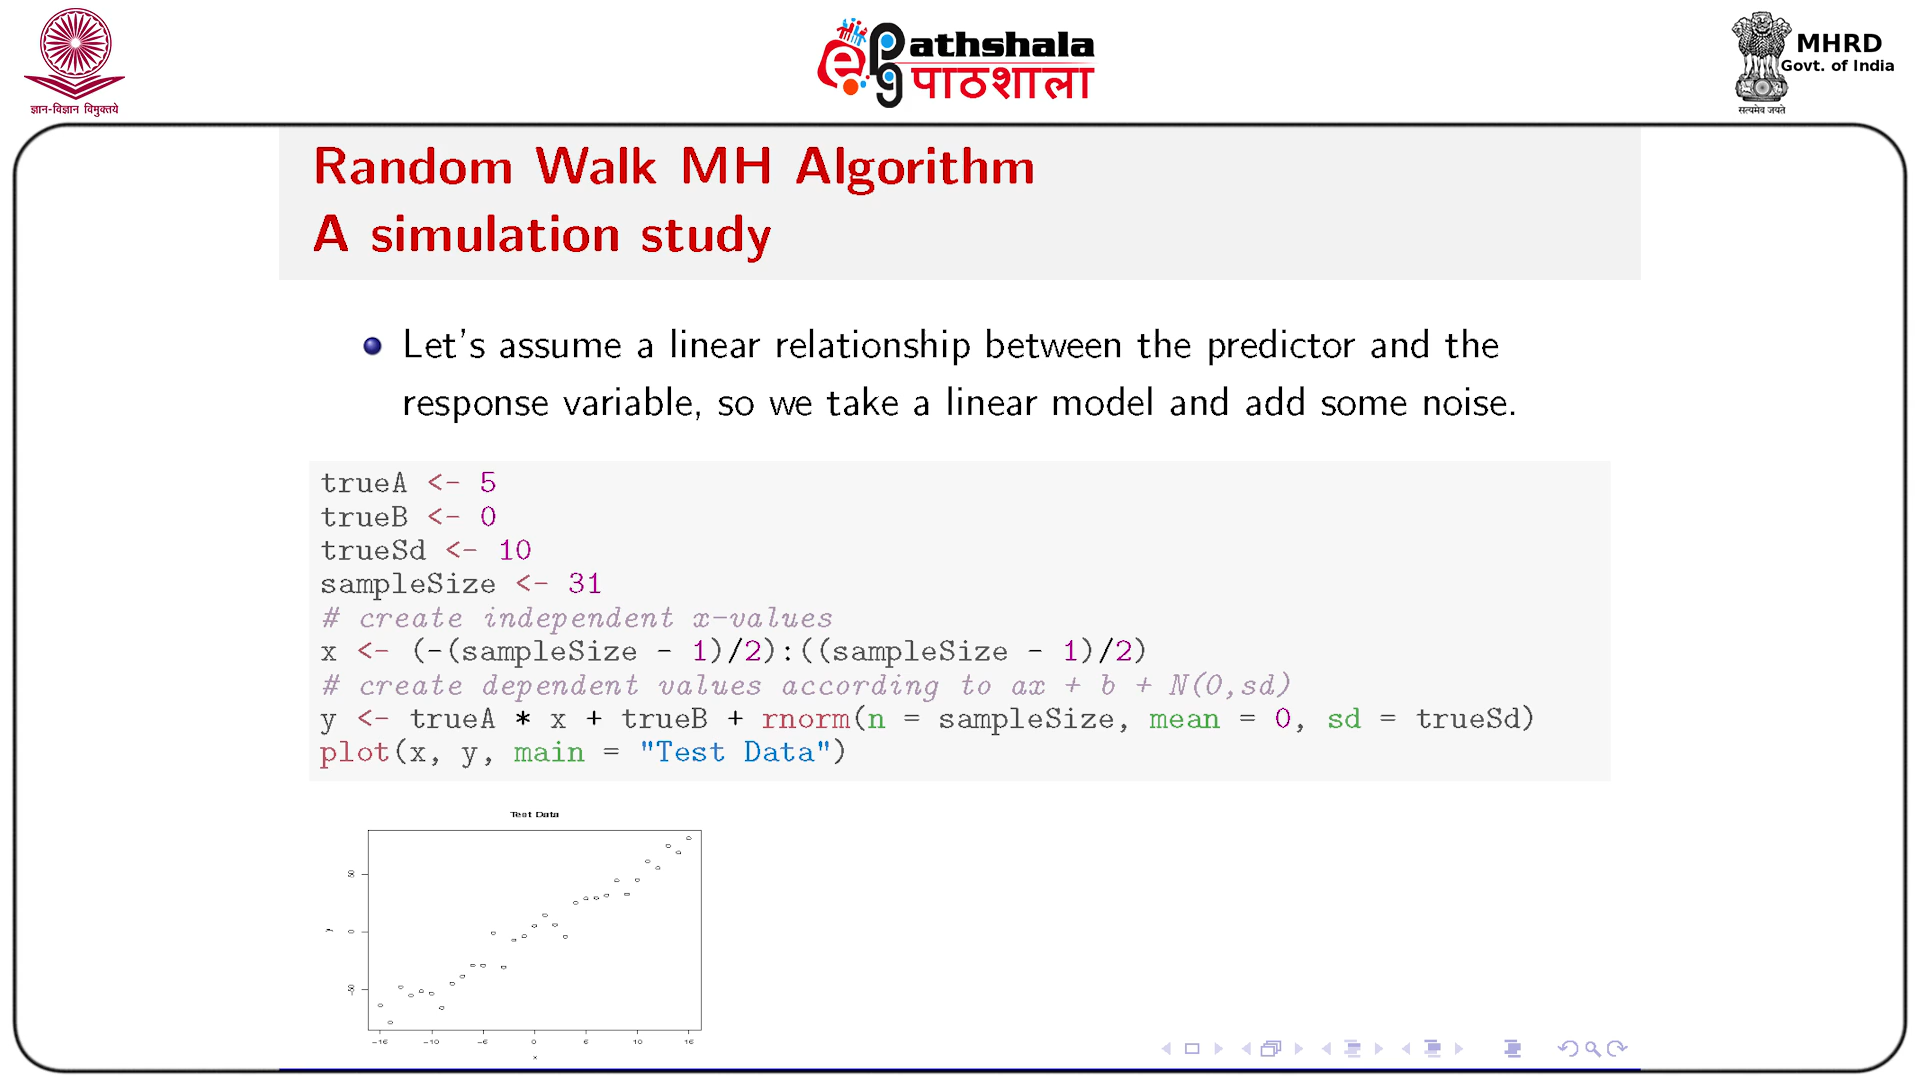 ज्ञान-विज्ञान विमुक्तये
ePG athshala
पाठशाला
MHRD
Govt. of India
सत्यमेव जयते
Random Walk MH Algorithm
A simulation study
Let's assume a linear relationship between the predictor and the
response variable, so we take a linear model and add some noise.
trueA <- 5
trueB <- 0
trueSd <- 10
sampleSize <- 31
# create independent x-values
x <- (-(sampleSize - 1)/2):((sampleSize - 1)/2)
# create dependent values according to ax + b + N(0,sd)
y <- trueA * x + trueB + rnorm(n = sampleSize, mean = 0, sd = trueSd)
plot(x, y, main = "Test Data")
Test Data
50
y
0
-50
-10
0
10
x